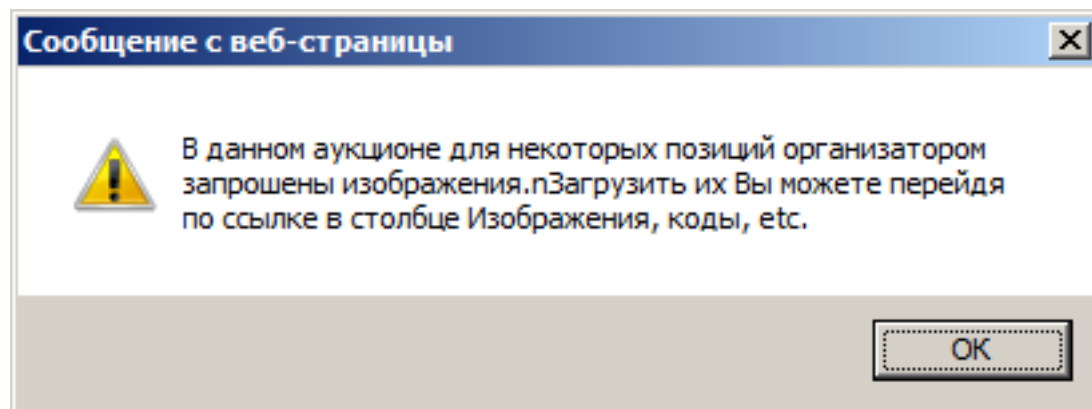 Сообщение с веб-страницы
В данном аукционе для некоторых позиций организатором
запрошены изображения.nЗагрузить их Вы можете перейдя
по ссылке в столбце Изображения, коды, etc.
OK